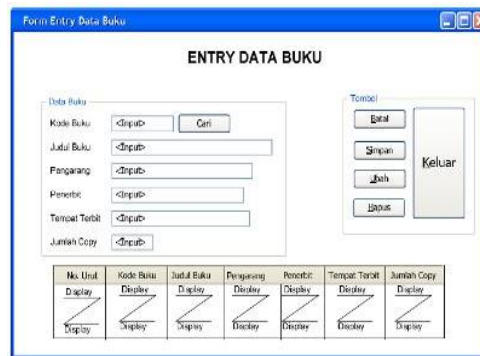 Form Entry Data Buku
ENTRY DATA BUKU
Data Buku
Kode Buku <Input> Cari
Judul Buku <Input>
Pengarang <Input>
Penerbit <Input>
Tempat Terbit <Input>
Jumlah Copy <Input>
Tombol
Batal
Simpan
Ubah
Hapus
Keluar
No. Urut Kode Buku Judul Buku Pengarang Penerbit Tempat Terbit Jumlah Copy
Display Display Display Display Display Display Display
Display Display Display Display Display Display Display